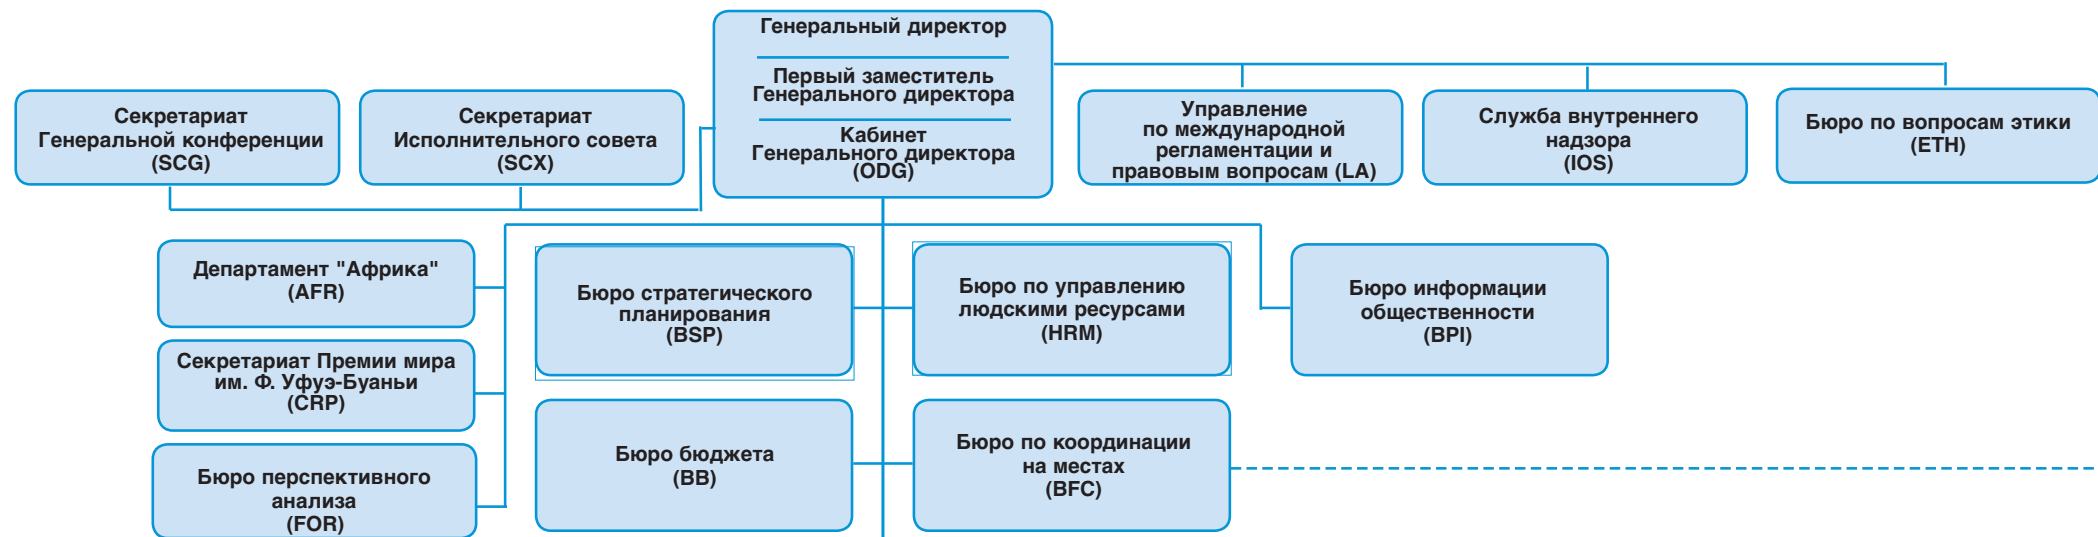 Генеральный директор
Первый заместитель
Генерального директора
Кабинет
Генерального директора
(ODG)
Секретариат
Генеральной конференции
(SCG)
Секретариат
Исполнительного совета
(SCX)
Управление
по международной
регламентации и
правовым вопросам (LA)
Служба внутреннего
надзора
(IOS)
Бюро по вопросам этики
(ETH)
Департамент "Африка"
(AFR)
Бюро стратегического
планирования
(BSP)
Бюро по управлению
людскими ресурсами
(HRM)
Бюро информации
общественности
(BPI)
Секретариат Премии мира
им. Ф. Уфуэ-Буаньи
(CRP)
Бюро бюджета
(BB)
Бюро по координации
на местах
(BFC)
Бюро перспективного
анализа
(FOR)